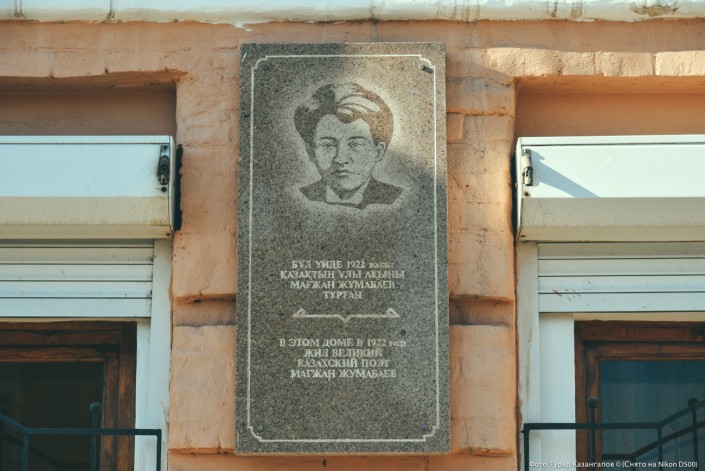 БҰЛ ҮЙДЕ 1922 жылы
ҚАЗАҚТЫҢ ҰЛЫ АҚЫНЫ
МАҒЖАН ЖҰМАБАЕВ
ТҰРҒАН
В ЭТОМ ДОМЕ В 1922 году
ЖИЛ ВЕЛИКИЙ
КАЗАХСКИЙ ПОЭТ
МАГЖАН ЖУМАБАЕВ
Фото Турар Казангапов © (Снято на Nikon D500)